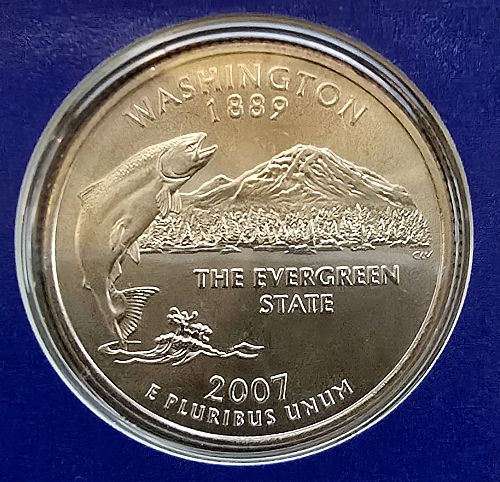 WASHINGTON
1889
THE EVERGREEN
STATE
2007
E PLURIBUS UNUM